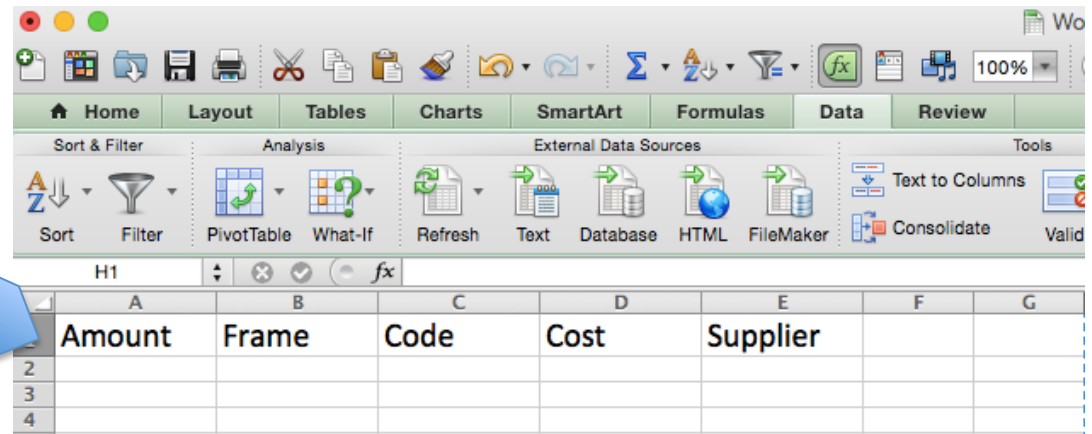 Wo
fx 100%
Home Layout Tables Charts SmartArt Formulas Data Review
Sort & Filter Analysis External Data Sources Tools
A Z Text to Columns
Sort Filter PivotTable What-If Refresh Text Database HTML FileMaker Consolidate Valid
H1 fx
A B C D E F G
Amount Frame Code Cost Supplier
2
3
4